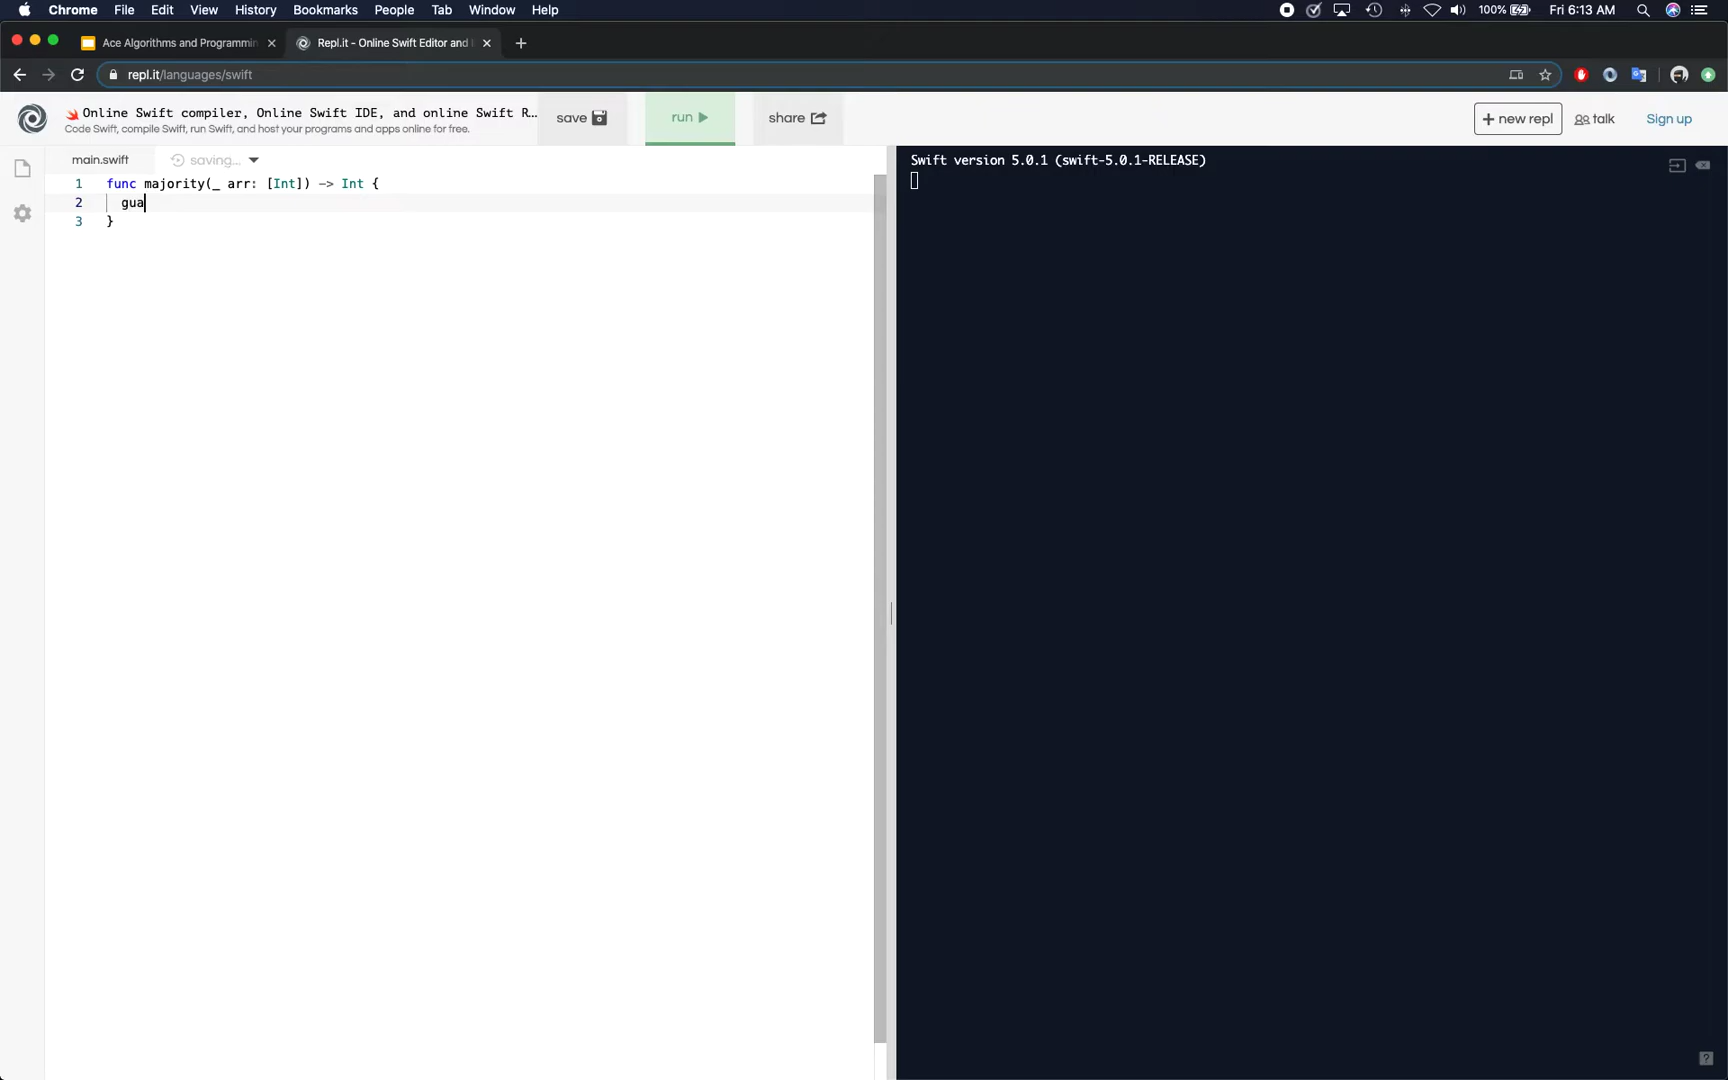 Chrome File Edit View History Bookmarks People Tab Window Help 100% Fri 6:13 AM
Ace Algorithms and Programmin Repl.it - Online Swift Editor and
repl.it/languages/swift
Online Swift compiler, Online Swift IDE, and online Swift R...
Code Swift, compile Swift, run Swift, and host your programs and apps online for free.
save run share + new repl talk Sign up
main.swift saving...
1 func majority(_ arr: [Int]) -> Int {
2 gua
3 }
Swift version 5.0.1 (swift-5.0.1-RELEASE)
?